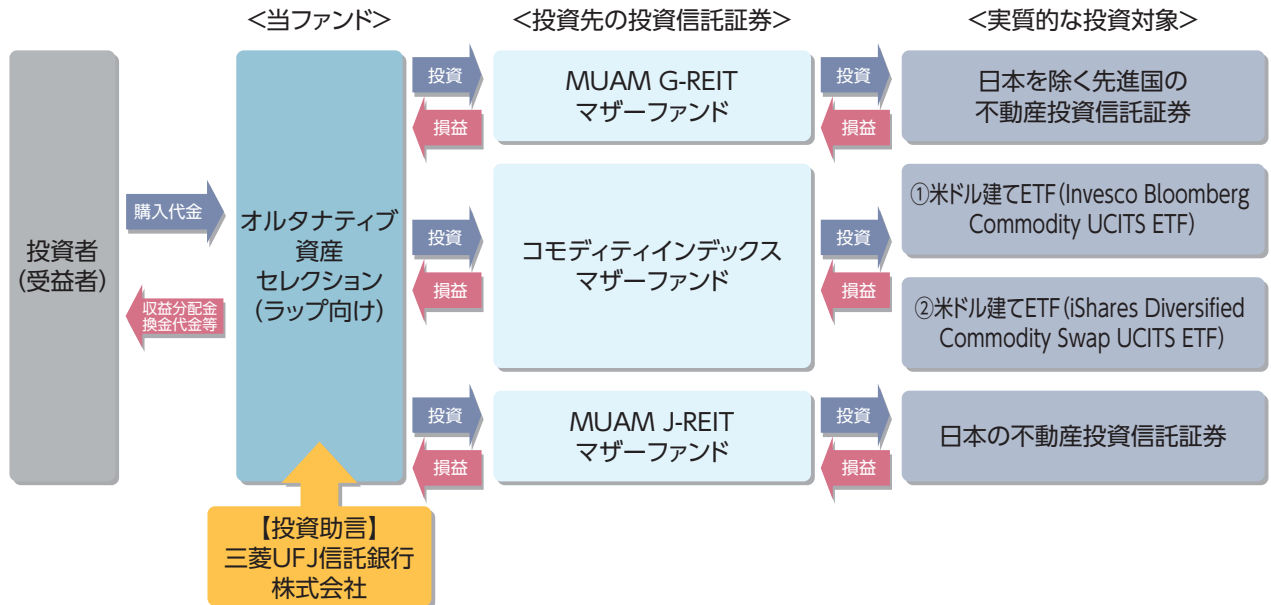 <当ファンド>
<投資先の投資信託証券>
<実質的な投資対象>
投資者
(受益者)
購入代金
収益分配金
換金代金等
オルタナティブ
資産
セレクション
(ラップ向け)
【投資助言】
三菱UFJ信託銀行
株式会社
投資
損益
MUAM G-REIT
マザーファンド
投資
損益
日本を除く先進国の
不動産投資信託証券
投資
損益
コモディティインデックス
マザーファンド
投資
損益
①米ドル建てETF(Invesco Bloomberg
Commodity UCITS ETF)
②米ドル建てETF(iShares Diversified
Commodity Swap UCITS ETF)
投資
損益
MUAM J-REIT
マザーファンド
投資
損益
日本の不動産投資信託証券